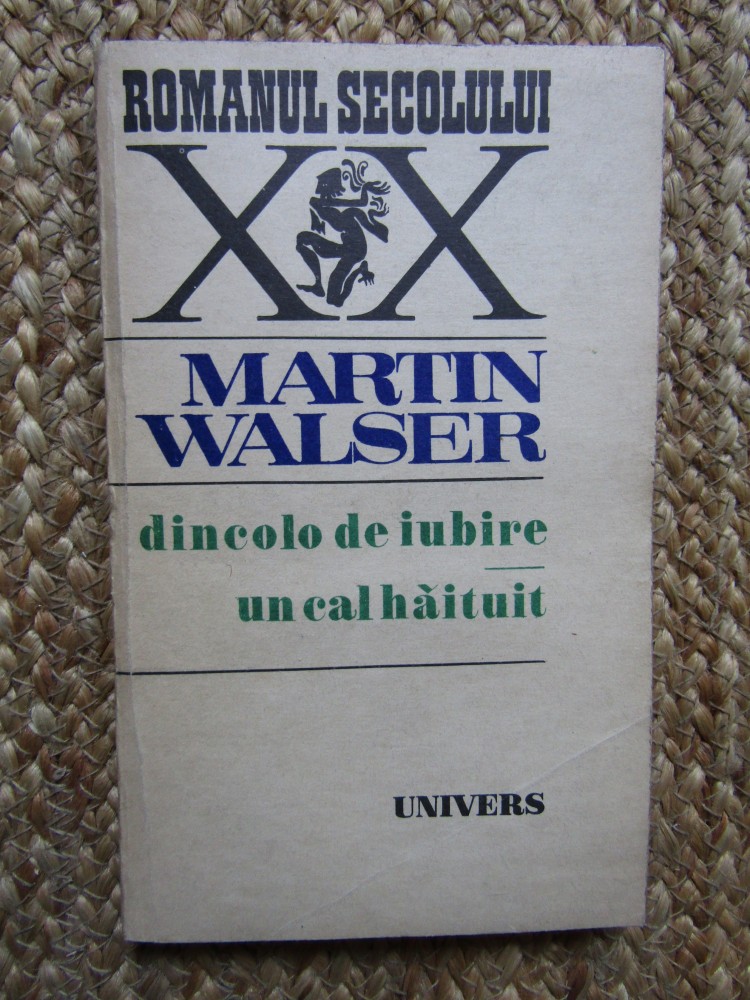 ROMANUL SECOLULUI
XX
MARTIN
WALSER
dincolo de iubire
un cal hăituit
UNIVERS